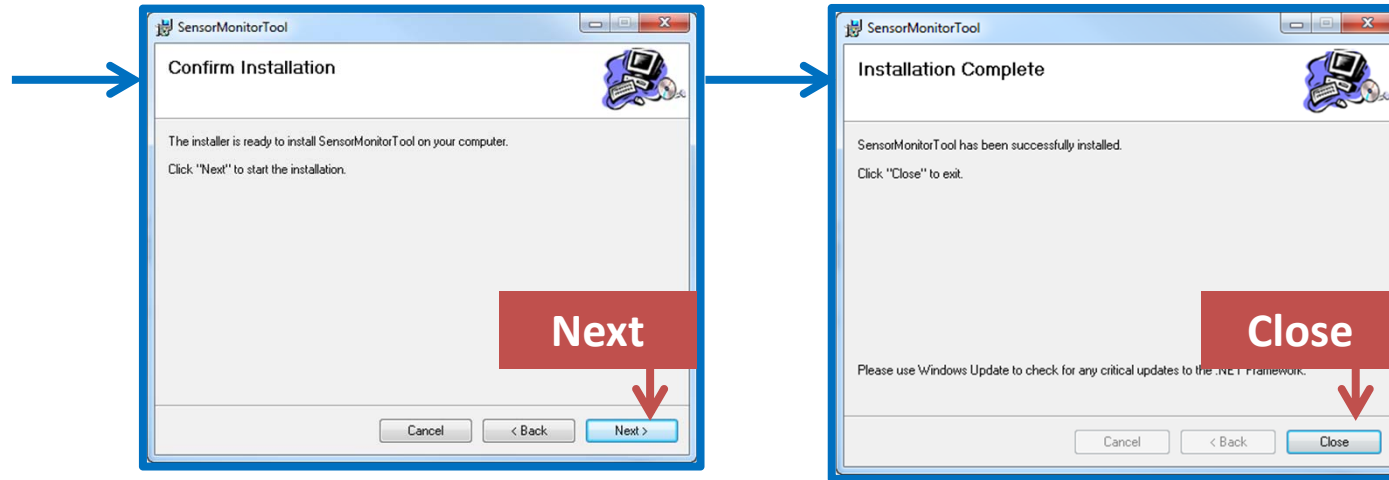 SensorMonitorTool
Confirm Installation
The installer is ready to install SensorMonitorTool on your computer.
Click "Next" to start the installation.
Next
Cancel
< Back
Next >
SensorMonitorTool
Installation Complete
SensorMonitorTool has been successfully installed.
Click "Close" to exit.
Close
Please use Windows Update to check for any critical updates to the .NET Framework.
Cancel
< Back
Close